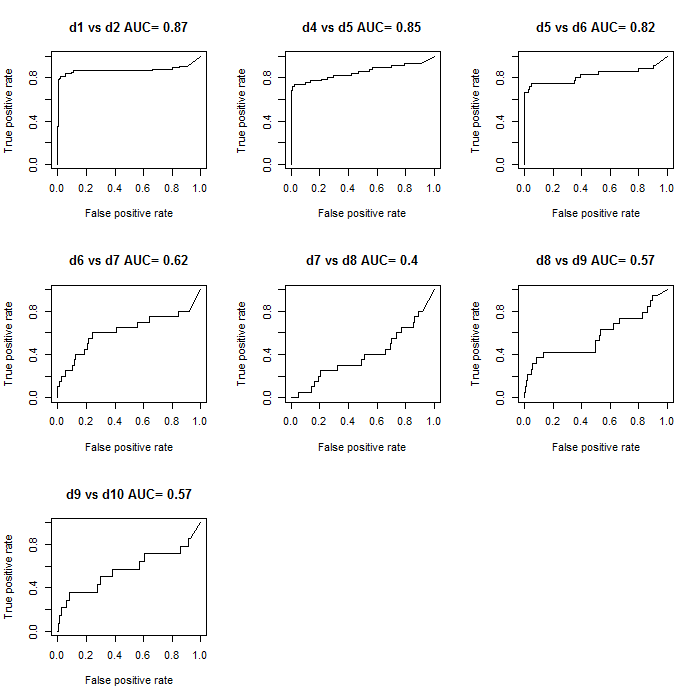 d1 vs d2 AUC= 0.87
True positive rate
0.0 0.4 0.8
0.0 0.2 0.4 0.6 0.8 1.0
False positive rate
d4 vs d5 AUC= 0.85
True positive rate
0.0 0.4 0.8
0.0 0.2 0.4 0.6 0.8 1.0
False positive rate
d5 vs d6 AUC= 0.82
True positive rate
0.0 0.4 0.8
0.0 0.2 0.4 0.6 0.8 1.0
False positive rate
d6 vs d7 AUC= 0.62
True positive rate
0.0 0.4 0.8
0.0 0.2 0.4 0.6 0.8 1.0
False positive rate
d7 vs d8 AUC= 0.4
True positive rate
0.0 0.4 0.8
0.0 0.2 0.4 0.6 0.8 1.0
False positive rate
d8 vs d9 AUC= 0.57
True positive rate
0.0 0.4 0.8
0.0 0.2 0.4 0.6 0.8 1.0
False positive rate
d9 vs d10 AUC= 0.57
True positive rate
0.0 0.4 0.8
0.0 0.2 0.4 0.6 0.8 1.0
False positive rate